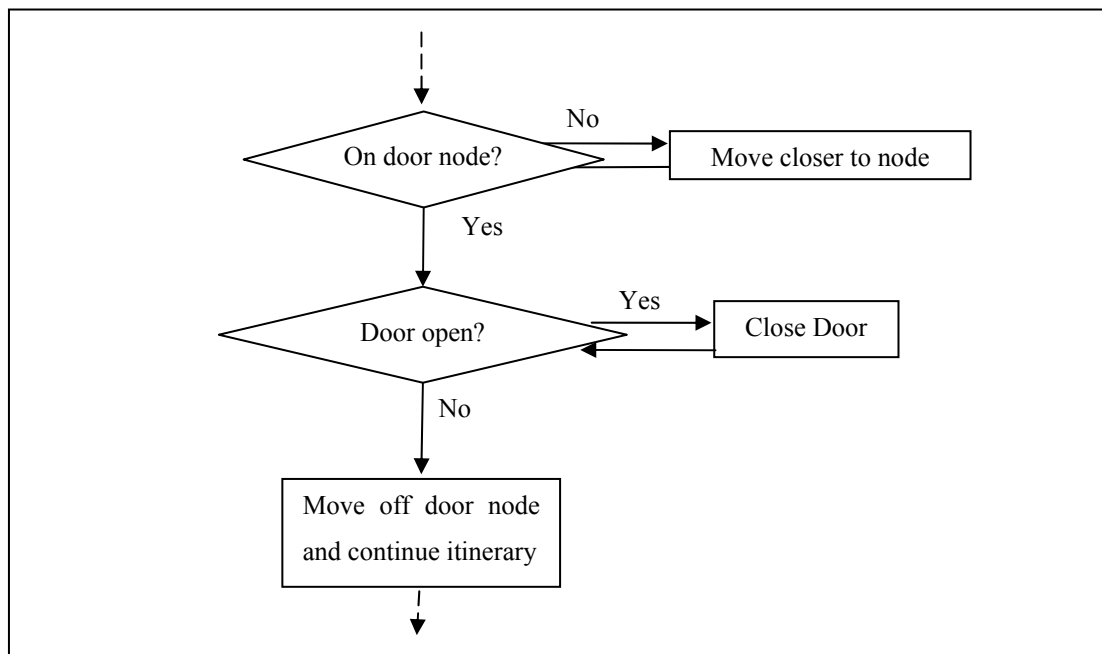 On door node?
No
Move closer to node
Yes
Door open?
Yes
Close Door
No
Move off door node
and continue itinerary